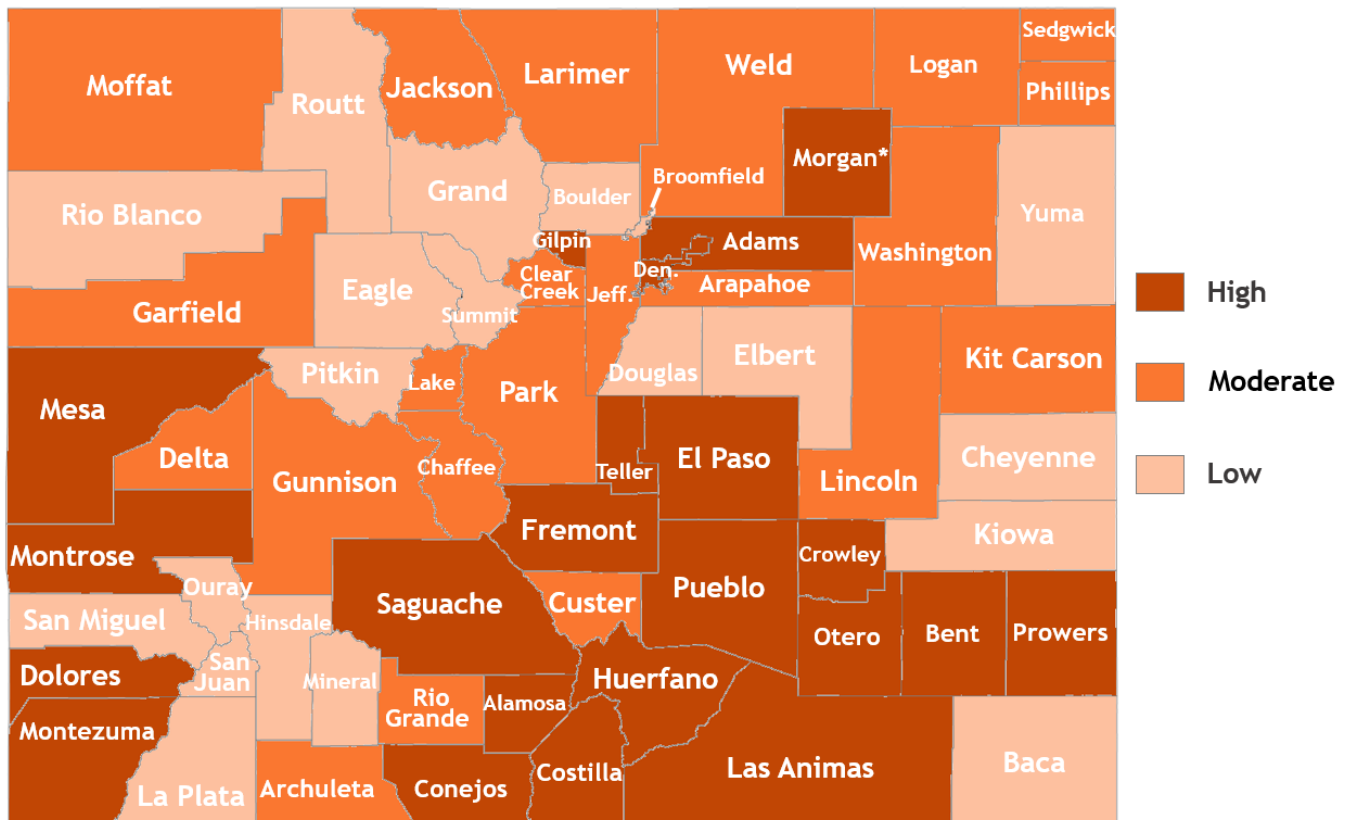 Sedgwick
Moffat
Routt
Jackson
Larimer
Weld
Logan
Phillips
Morgan*
Rio Blanco
Grand
Boulder
Broomfield
Yuma
Gilpin
Adams
Washington
Garfield
Eagle
Clear
Creek
Den.
Jeff.
Arapahoe
Summit
High
Mesa
Pitkin
Lake
Park
Douglas
Elbert
Kit Carson
Moderate
Delta
Gunnison
Chaffee
Teller
El Paso
Lincoln
Cheyenne
Low
Montrose
Fremont
Crowley
Kiowa
Ouray
San Miguel
Hinsdale
Saguache
Custer
Pueblo
Otero
Bent
Prowers
Dolores
San
Juan
Mineral
Rio
Grande
Alamosa
Huerfano
Montezuma
La Plata
Archuleta
Conejos
Costilla
Las Animas
Baca